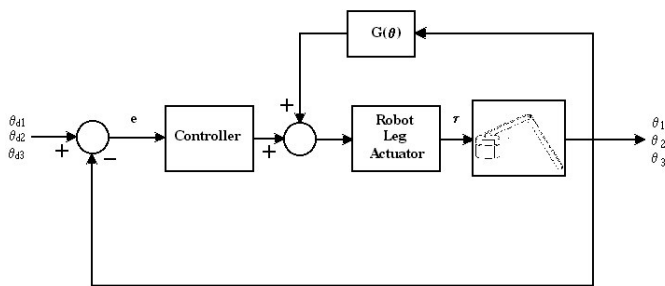 G(θ)
+
θd1
θd2
θd3
+
−
e
Controller
+
Robot
Leg
Actuator
τ
θ1
θ2
θ3